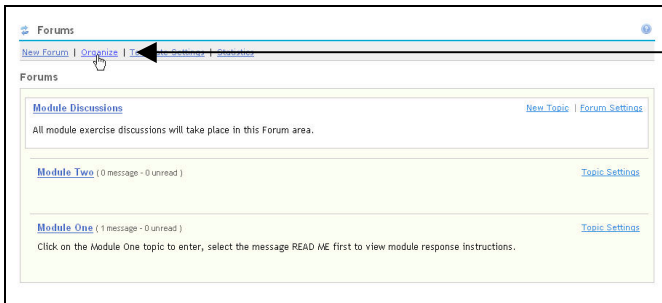 Forums
New Forum | Organize | Template Settings | Statistics
Forums
Module Discussions New Topic | Forum Settings
All module exercise discussions will take place in this Forum area.
Module Two ( 0 message - 0 unread ) Topic Settings
Module One ( 1 message - 0 unread ) Topic Settings
Click on the Module One topic to enter, select the message READ ME first to view module response instructions.